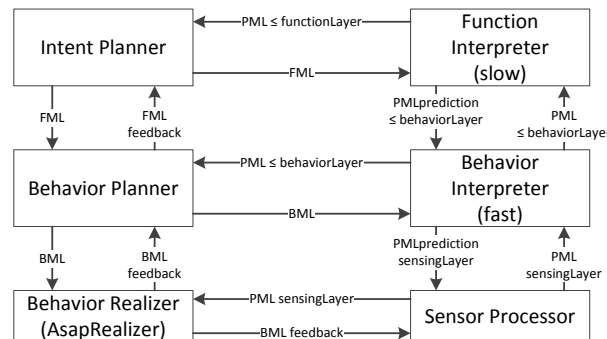 Intent Planner
PML ≤ functionLayer
FML
Function
Interpreter
(slow)
FML
FML
feedback
PMLprediction
≤ behaviorLayer
PML
≤ behaviorLayer
Behavior Planner
PML ≤ behaviorLayer
BML
Behavior
Interpreter
(fast)
BML
BML
feedback
PMLprediction
sensingLayer
PML
sensingLayer
Behavior Realizer
(AsapRealizer)
PML sensingLayer
BML feedback
Sensor Processor